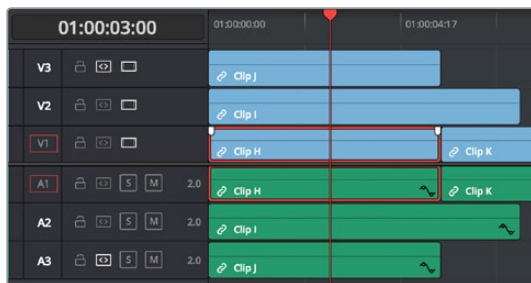 01:00:03:00 01:00:00:00 01:00:04:17
V3 Clip J
V2 Clip I
V1 Clip H Clip K
A1 S M 2.0 Clip H Clip K
A2 S M 2.0 Clip I
A3 S M 2.0 Clip J